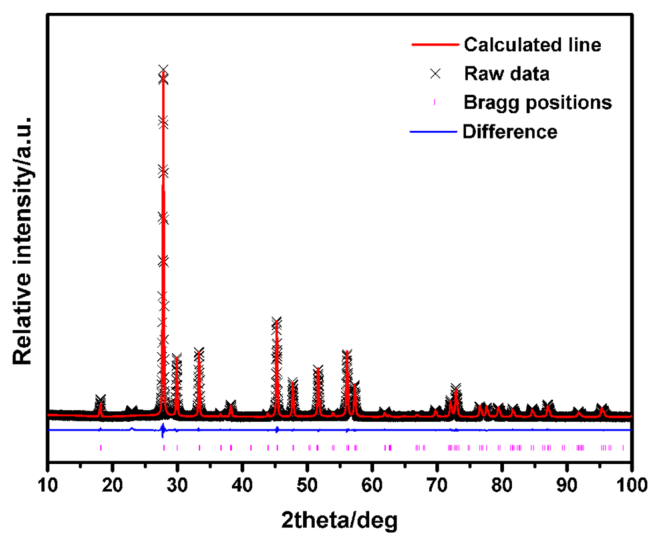 Calculated line
Raw data
Bragg positions
Difference
Relative intensity/a.u.
10 20 30 40 50 60 70 80 90 100
2theta/deg